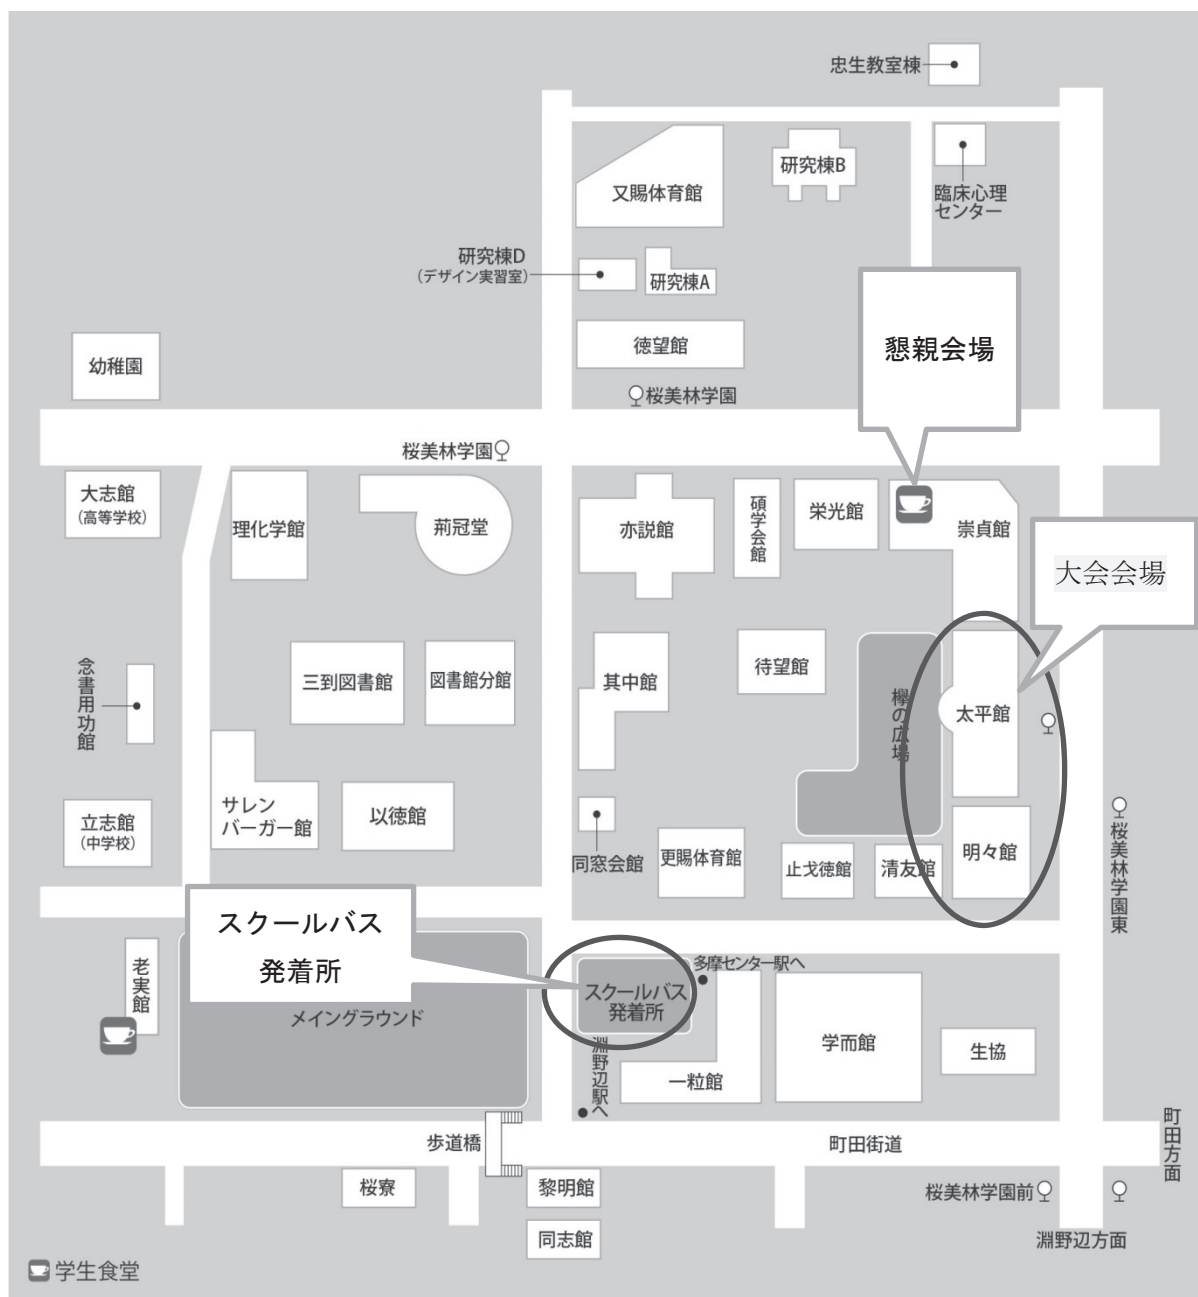 忠生教室棟
又賜体育館
研究棟B
臨床心理
センター
研究棟D
(デザイン実習室)
研究棟A
懇親会場
徳望館
幼稚園
桜美林学園
桜美林学園
大志館
(高等学校)
理化学館
荊冠堂
亦説館
碩学会館
栄光館
崇貞館
大会会場
念書用功館
三到図書館
図書館分館
其中館
待望館
欅の広場
太平館
サレン
バーガー館
以徳館
立志館
(中学校)
同窓会館
更賜体育館
止戈徳館
清友館
明々館
桜美林学園東
スクールバス
発着所
老実館
メイングラウンド
スクールバス
発着所
多摩センター駅へ
淵野辺駅へ
一粒館
学而館
生協
歩道橋
町田街道
町田方面
桜寮
黎明館
桜美林学園前
同志館
淵野辺方面
学生食堂